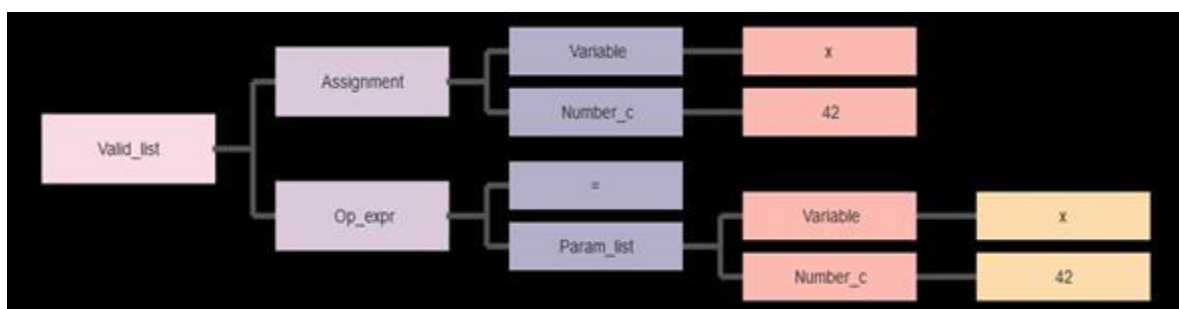 Valid_list
Assignment
Variable
x
Number_c
42
Op_expr
=
Param_list
Variable
x
Number_c
42